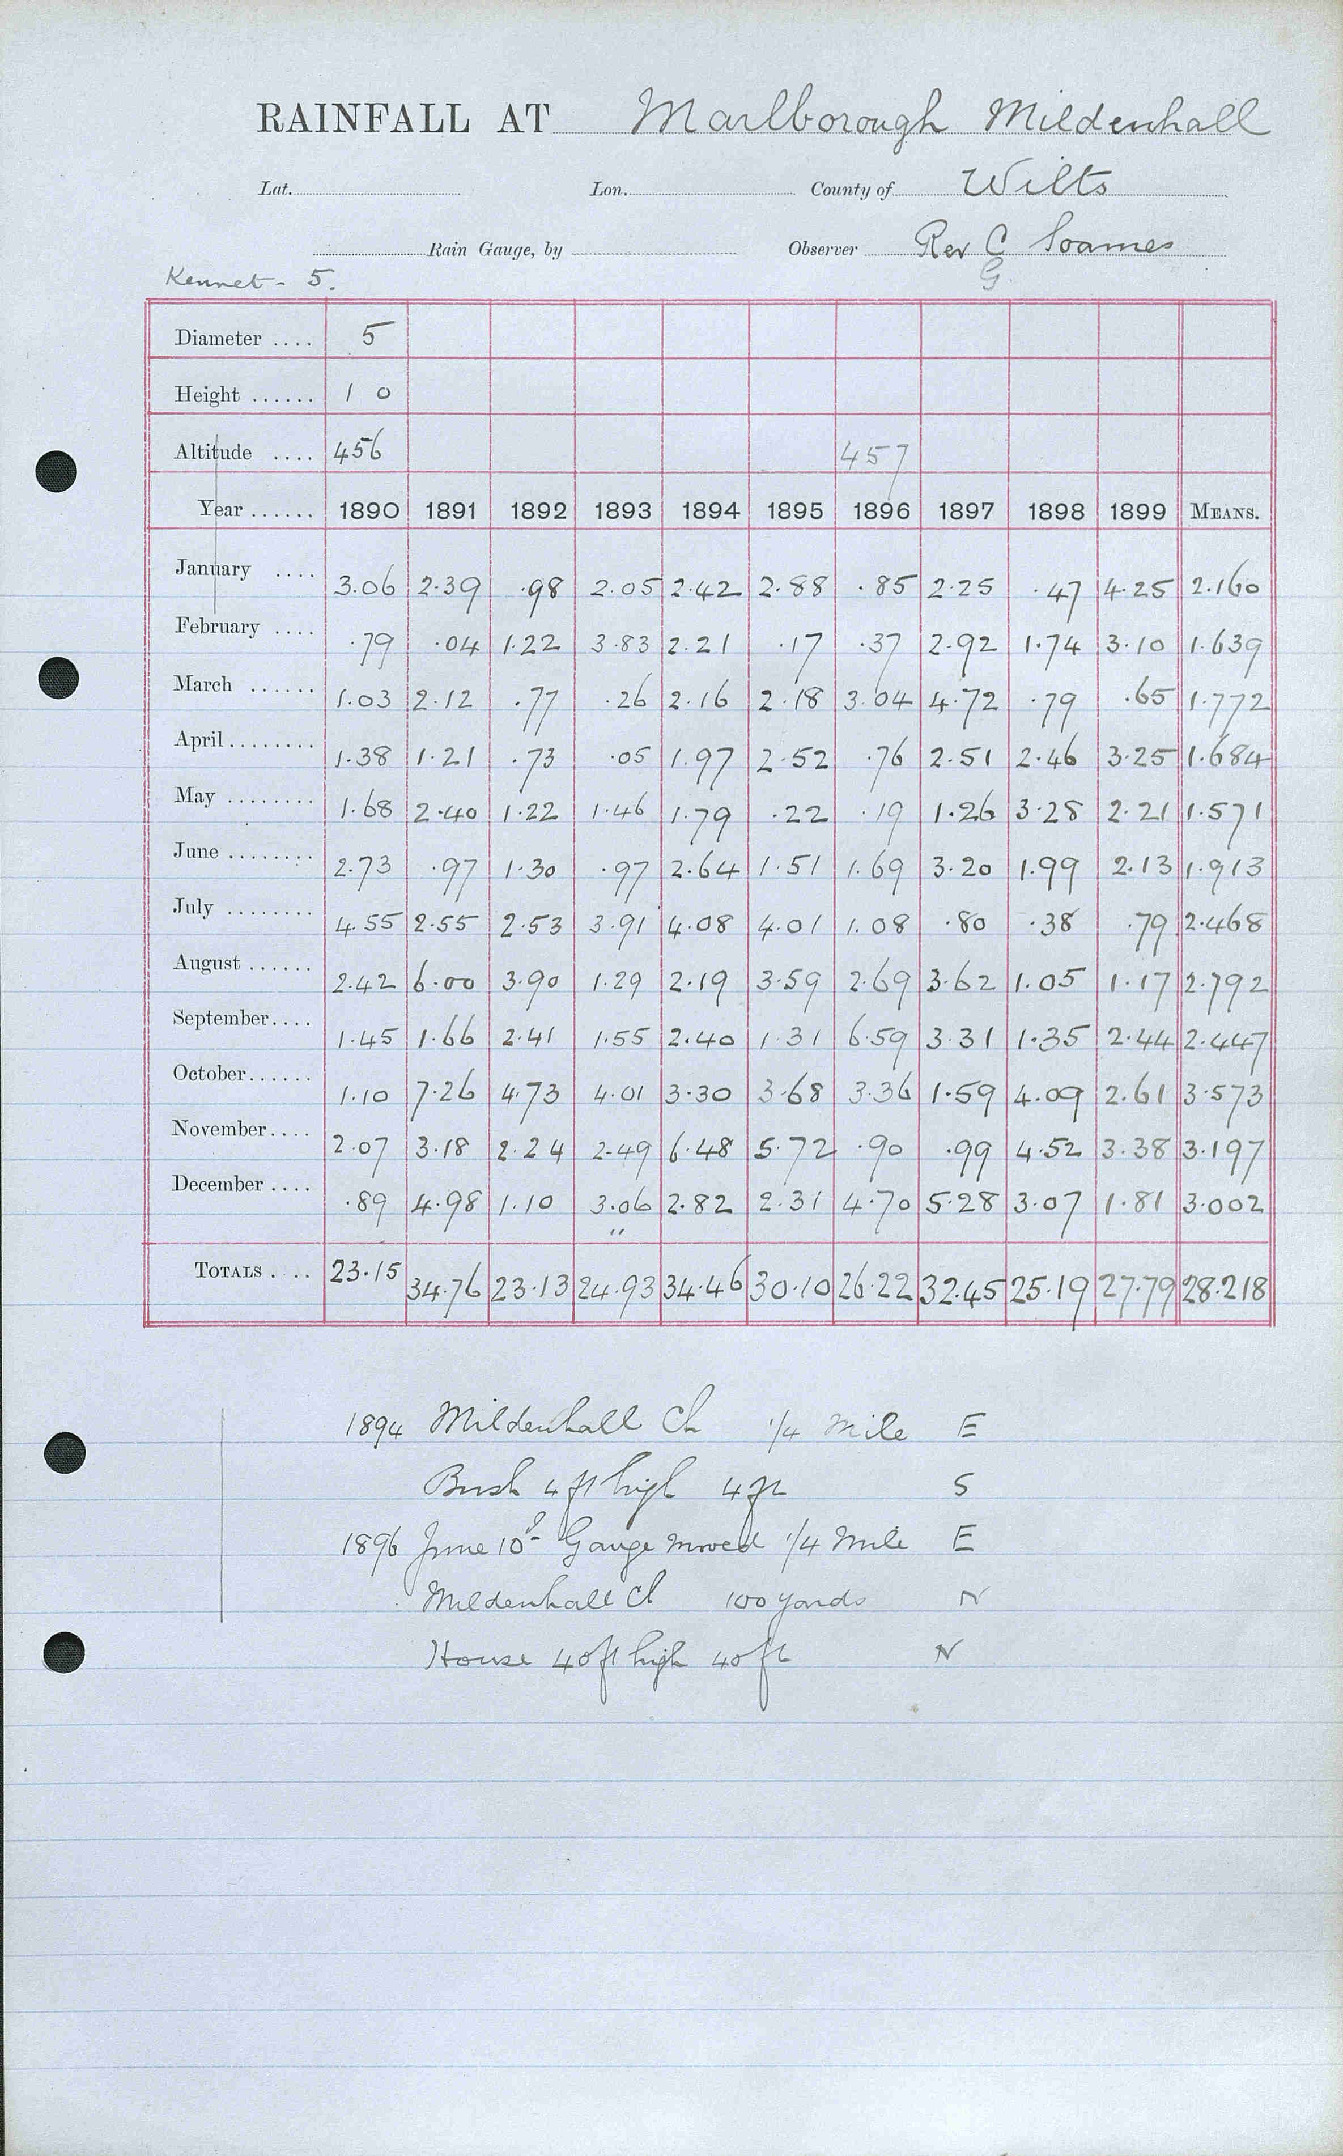 RAINFALL AT Marlborough Mildenhall
Lat. Lon. County of Wilts
Rain Gauge, by Observer Rev C Soames
G
Kennet - 5.
Diameter .... 5
Height ...... 1 0
Altitude .... 456 457
Year ...... 1890 1891 1892 1893 1894 1895 1896 1897 1898 1899 MEANS.
January .... 3.06 2.39 .98 2.05 2.42 2.88 .85 2.25 .47 4.25 2.160
February .... .79 .04 1.22 3.83 2.21 .17 .37 2.92 1.74 3.10 1.639
March ...... 1.03 2.12 .77 .26 2.16 2.18 3.04 4.72 .79 .65 1.772
April ........ 1.38 1.21 .73 .05 1.97 2.52 .76 2.51 2.46 3.25 1.684
May ........ 1.68 2.40 1.22 1.46 1.79 .22 .19 1.26 3.28 2.21 1.571
June ........ 2.73 .97 1.30 .97 2.64 1.51 1.69 3.20 1.99 2.13 1.913
July ........ 4.55 2.55 2.53 3.91 4.08 4.01 1.08 .80 .38 .79 2.468
August ...... 2.42 6.00 3.90 1.29 2.19 3.59 2.69 3.62 1.05 1.17 2.792
September.... 1.45 1.66 2.41 1.55 2.40 1.31 6.59 3.31 1.35 2.44 2.447
October...... 1.10 7.26 4.73 4.01 3.30 3.68 3.36 1.59 4.09 2.61 3.573
November.... 2.07 3.18 2.24 2.49 6.48 5.72 .90 .99 4.52 3.38 3.197
December .... .89 4.98 1.10 3.06 2.82 2.31 4.70 5.28 3.07 1.81 3.002
"
TOTALS .... 23.15 34.76 23.13 24.93 34.46 30.10 26.22 32.45 25.19 27.79 28.218
1894 Mildenhall Ch 1/4 Mile E
Bush 4 ft high 4 ft S
1896 June 10 Gauge moved 1/4 Mile E
Mildenhall Ch 100 yards N
House 40 ft high 40 ft N